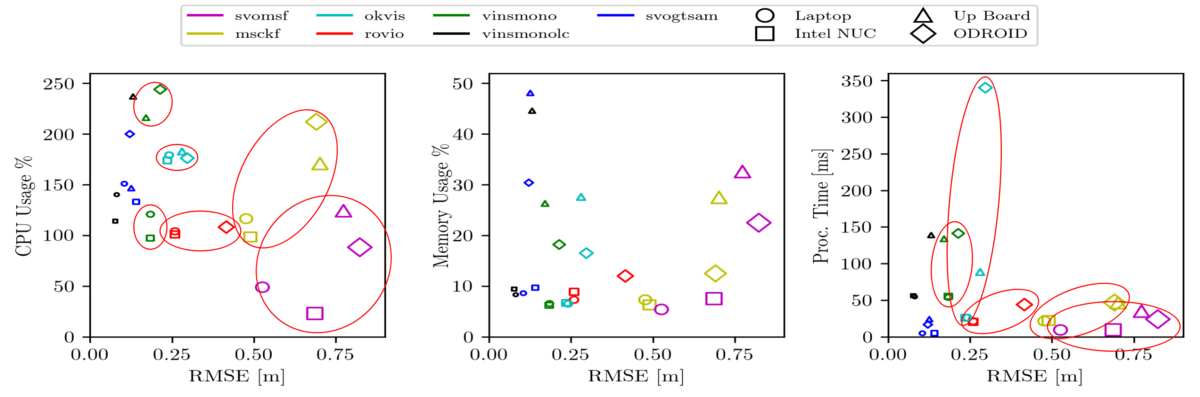 svomsf okvis vinsmono svogtsam Laptop Up Board
msckf rovio vinsmonolc Intel NUC ODROID
CPU Usage %
250
200
150
100
50
0
0.00 0.25 0.50 0.75
RMSE [m]
Memory Usage %
50
40
30
20
10
0
0.00 0.25 0.50 0.75
RMSE [m]
Proc. Time [ms]
350
300
250
200
150
100
50
0
0.00 0.25 0.50 0.75
RMSE [m]